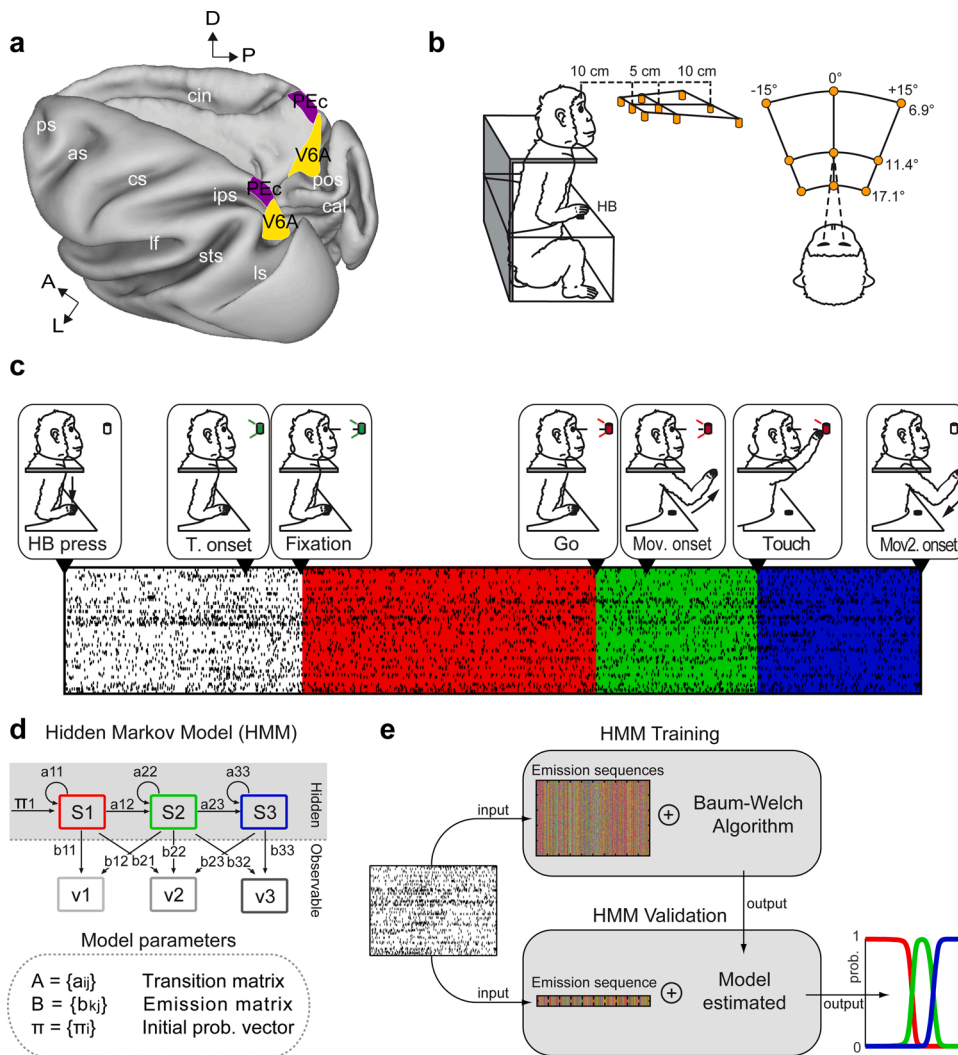 a
D
P
cin
PEc
ps
V6A
as
pos
cs
PEc
ips
cal
V6A
lf
sts
ls
A
L
b
10 cm 5 cm 10 cm
HB
0°
-15° +15°
6.9°
11.4°
17.1°
c
HB press T. onset Fixation Go Mov. onset Touch Mov2. onset
d Hidden Markov Model (HMM)
a11 a22 a33
π1 S1 a12 S2 a23 S3
Hidden
b11 b12 b21 b22 b23 b32 b33
Observable
v1 v2 v3
Model parameters
A = {aij} Transition matrix
B = {bkj} Emission matrix
π = {πi} Initial prob. vector
e
HMM Training
Emission sequences
input
+
Baum-Welch
Algorithm
output
HMM Validation
Emission sequence
input
+
Model
estimated
output
1
prob.
0